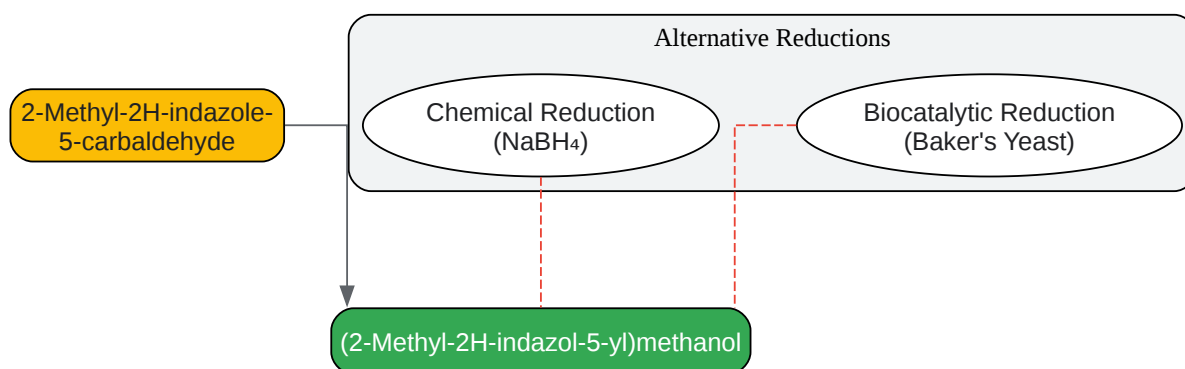 Alternative Reductions
2-Methyl-2H-indazole-
5-carbaldehyde
Chemical Reduction
(NaBH₄)
Biocatalytic Reduction
(Baker's Yeast)
(2-Methyl-2H-indazol-5-yl)methanol